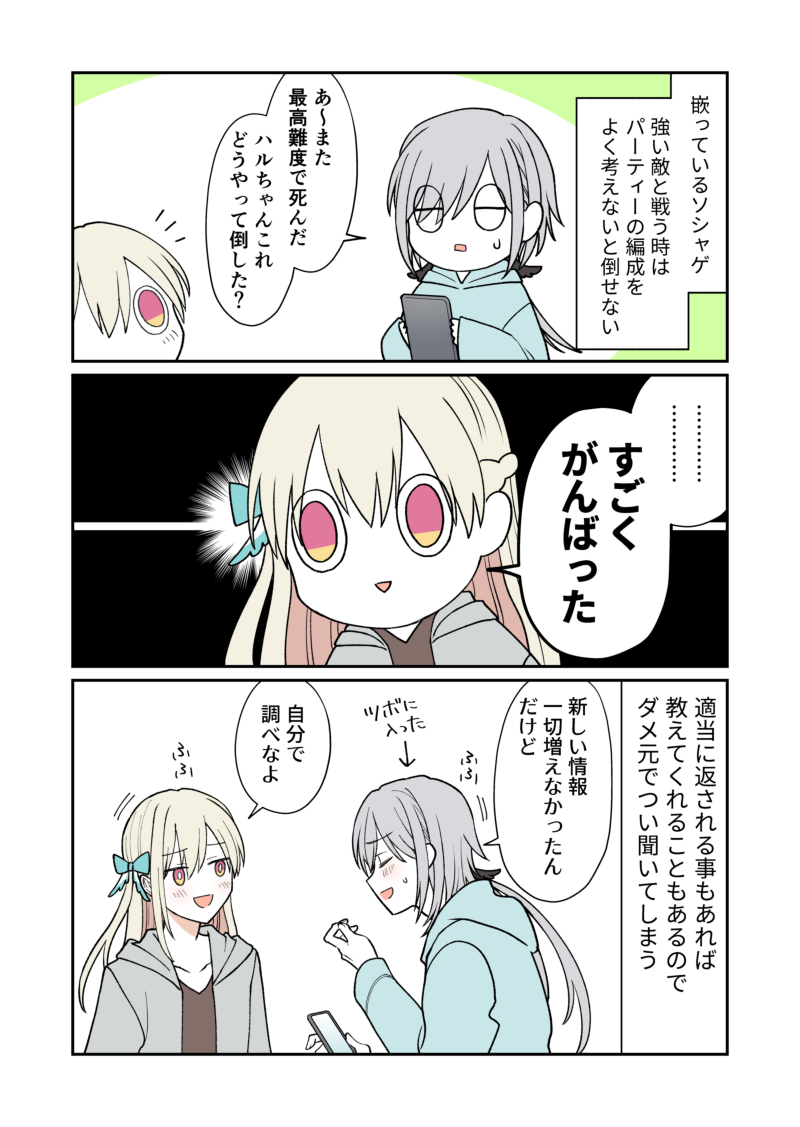 嵌っているソシャゲ
強い敵と戦う時は
パーティーの編成を
よく考えないと倒せない
あ〜また
最高難度で死んだ
ハルちゃんこれ
どうやって倒した?
…………
…………
すごく
がんばった
適当に返される事もあれば
教えてくれることもあるので
ダメ元でつい聞いてしまう
新しい情報
一切増えなかったん
だけど
ふふ
ふふ
ツボに
入った
自分で
調べなよ
ふふ
ふふ